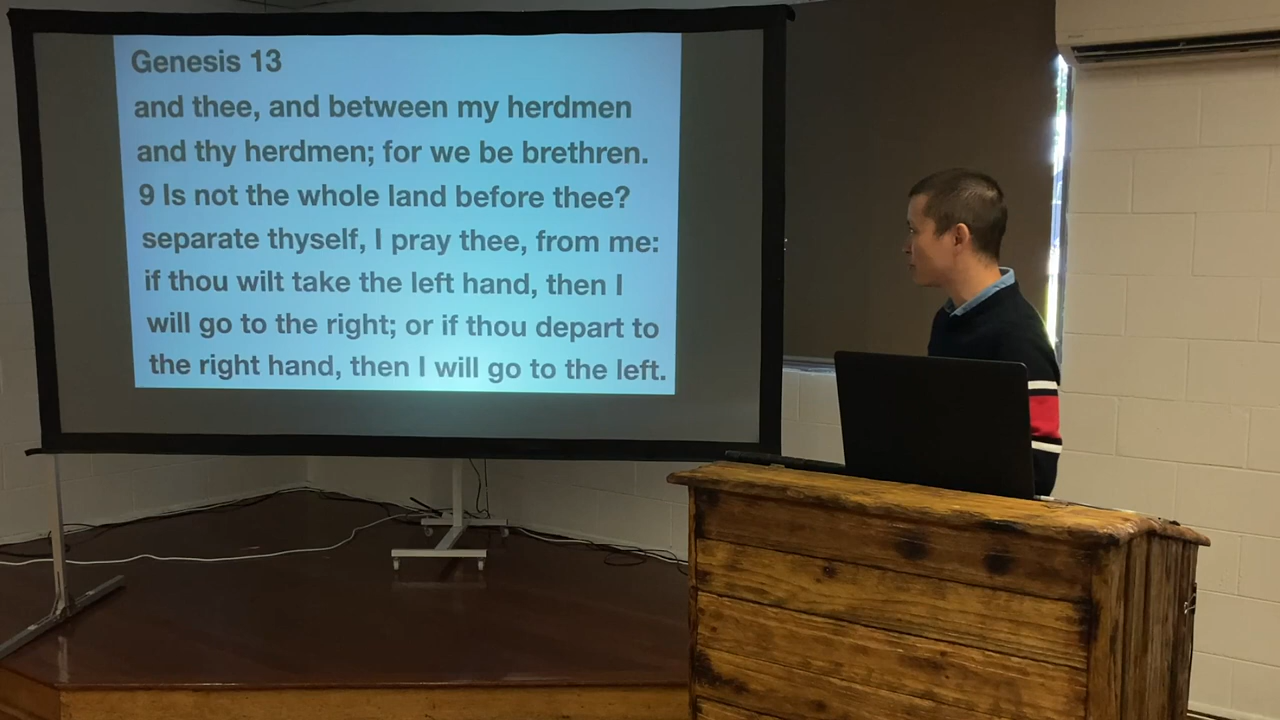 Genesis 13
and thee, and between my herdmen
and thy herdmen; for we be brethren.
9 Is not the whole land before thee?
separate thyself, I pray thee, from me:
if thou wilt take the left hand, then I
will go to the right; or if thou depart to
the right hand, then I will go to the left.